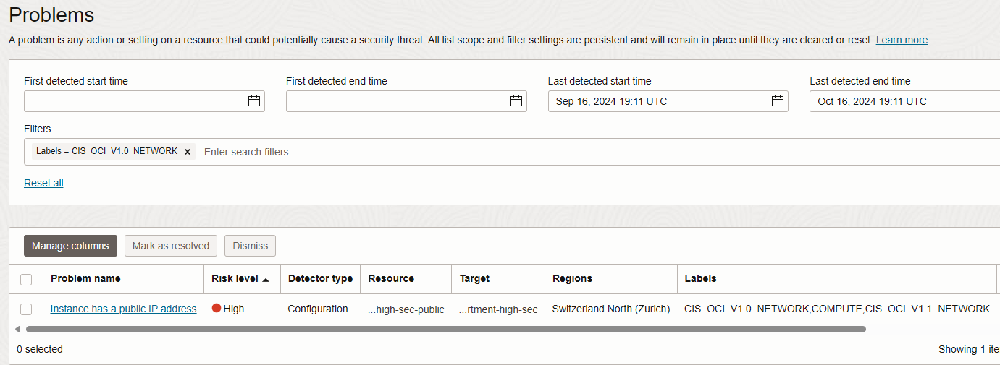 Problems
A problem is any action or setting on a resource that could potentially cause a security threat. All list scope and filter settings are persistent and will remain in place until they are cleared or reset. Learn more
First detected start time First detected end time Last detected start time Last detected end time
Sep 16, 2024 19:11 UTC Oct 16, 2024 19:11 UTC
Filters
Labels = CIS_OCI_V1.0_NETWORK x Enter search filters
Reset all
Manage columns Mark as resolved Dismiss
Problem name Risk level Detector type Resource Target Regions Labels
Instance has a public IP address High Configuration ...high-sec-public ...rtment-high-sec Switzerland North (Zurich) CIS_OCI_V1.0_NETWORK,COMPUTE,CIS_OCI_V1.1_NETWORK
0 selected Showing 1 ite